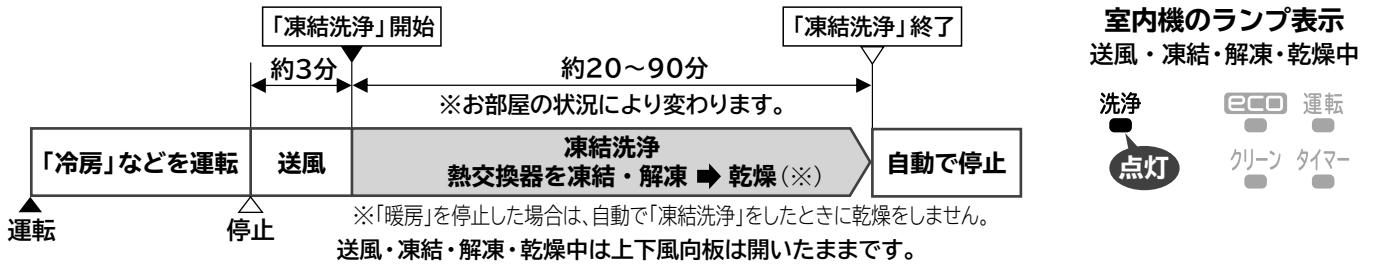 「凍結洗浄」開始
「凍結洗浄」終了
約3分
約20～90分
※お部屋の状況により変わります。
「冷房」などを運転
送風
凍結洗浄
熱交換器を凍結・解凍 ➡ 乾燥（※）
自動で停止
運転
停止
※「暖房」を停止した場合は、自動で「凍結洗浄」をしたときに乾燥をしません。
送風・凍結・解凍・乾燥中は上下風向板は開いたままです。
室内機のランプ表示
送風・凍結・解凍・乾燥中
洗浄
eco 運転
点灯
クリーン タイマー